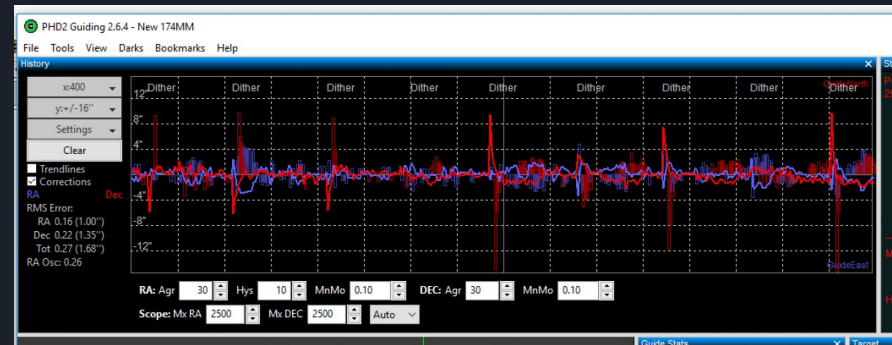 PHD2 Guiding 2.6.4 - New 174MM
File Tools View Darks Bookmarks Help
History x St
x:400
y:+/-16"
Settings
Clear
Trendlines
Corrections
RA Dec
RMS Error:
RA 0.16 (1.00")
Dec 0.22 (1.35")
Tot 0.27 (1.68")
RA Osc: 0.26
12" Dither Dither Dither Dither Dither Dither Dither Dither
GuideNorth
8"
4"
-4"
-8"
-12"
GuideEast
RA: Agr 30 Hys 10 MnMo 0.10 DEC: Agr 30 MnMo 0.10
Scope: Mx RA 2500 Mx DEC 2500 Auto
Guide Stats x Target